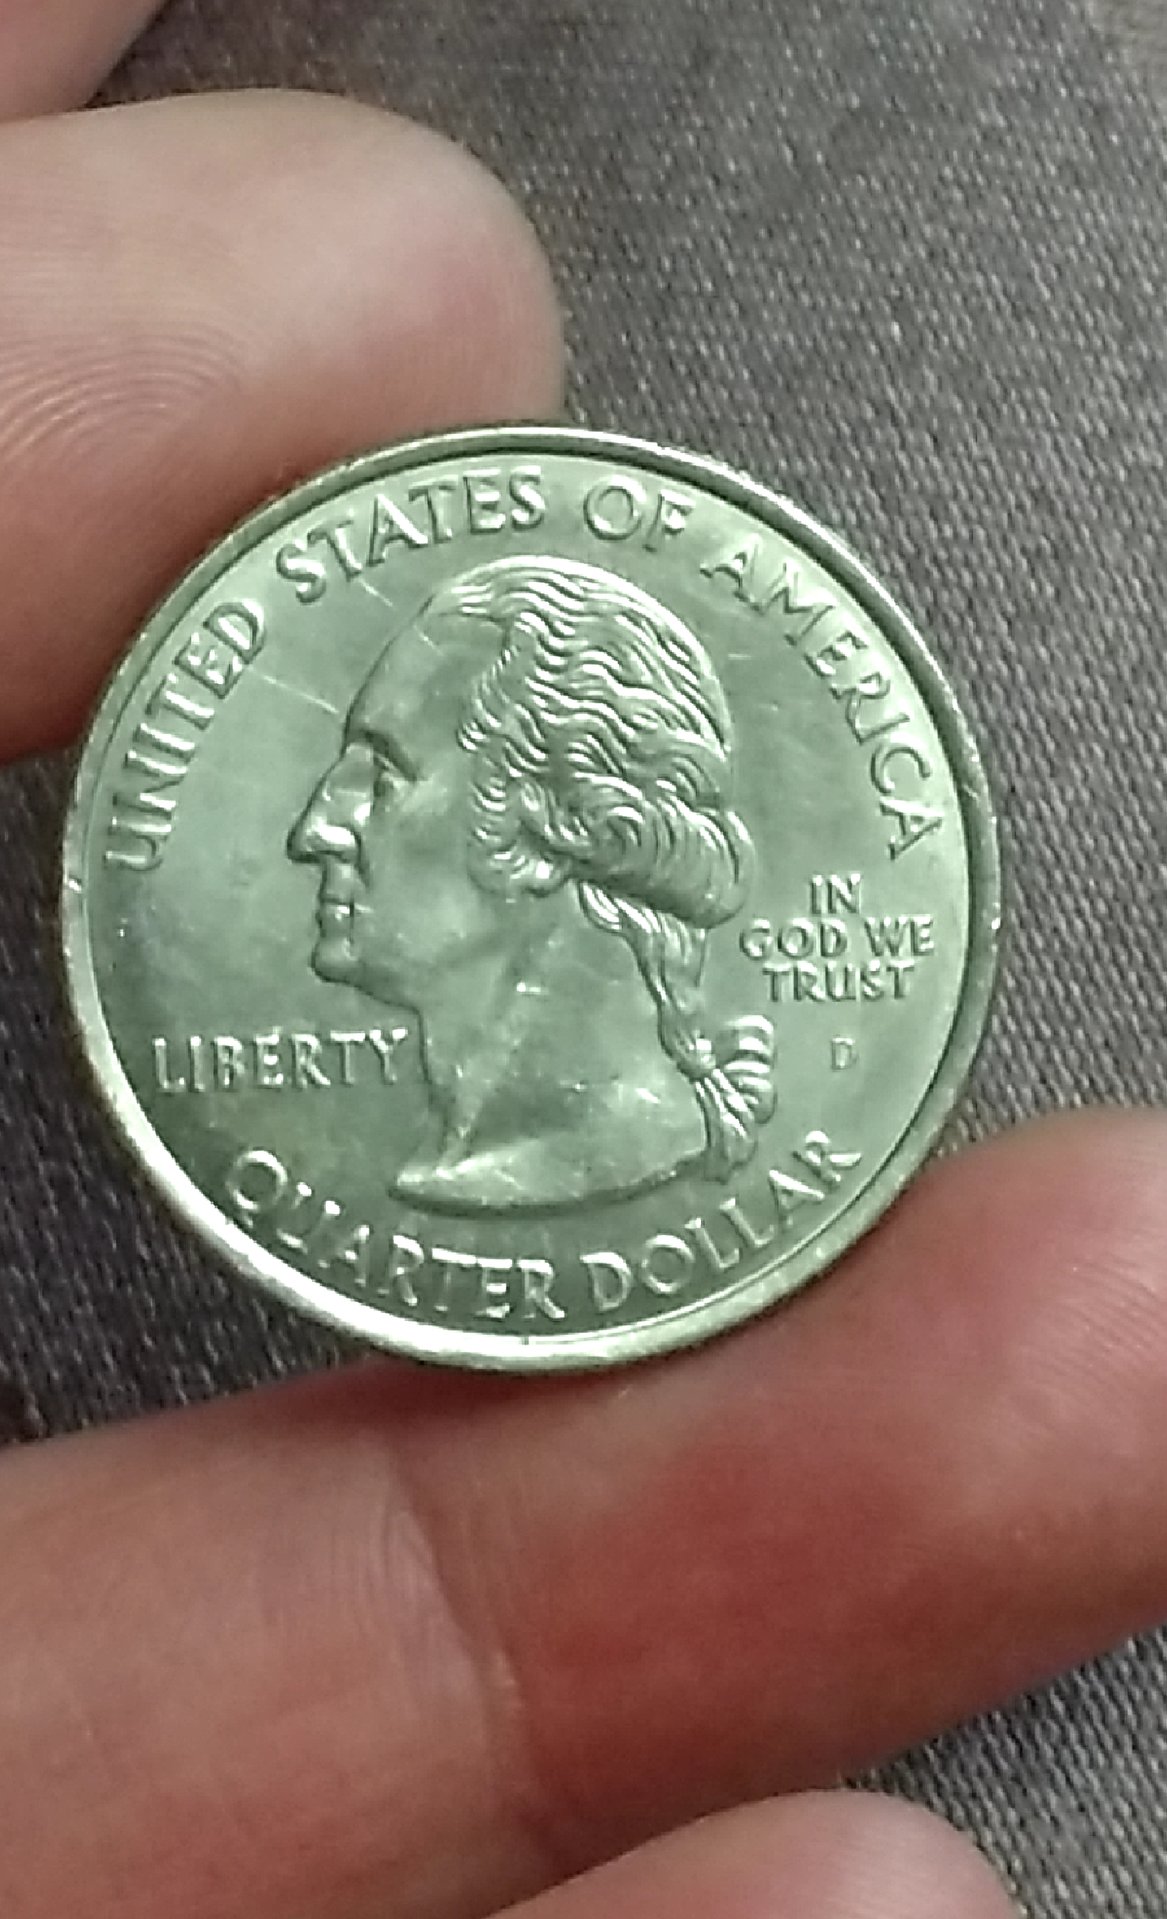 UNITED STATES OF AMERICA
IN
GOD WE
TRUST
LIBERTY
D
QUARTER DOLLAR